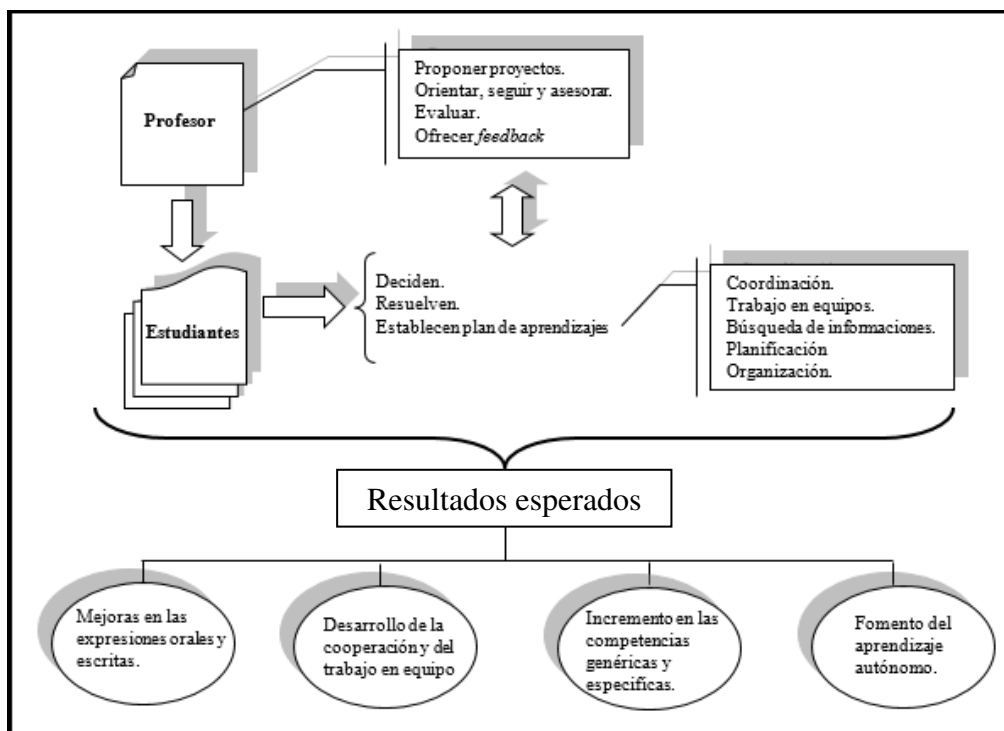 Profesor
Proponer proyectos.
Orientar, seguir y asesorar.
Evaluar.
Ofrecer feedback
Estudiantes
Deciden.
Resuelven.
Establecen plan de aprendizajes
Coordinación.
Trabajo en equipos.
Búsqueda de informaciones.
Planificación
Organización.
Resultados esperados
Mejoras en las
expresiones orales y
escritas.
Desarrollo de la
cooperación y del
trabajo en equipo
Incremento en las
competencias
genéricas y
especificas.
Fomento del
aprendizaje
autónomo.